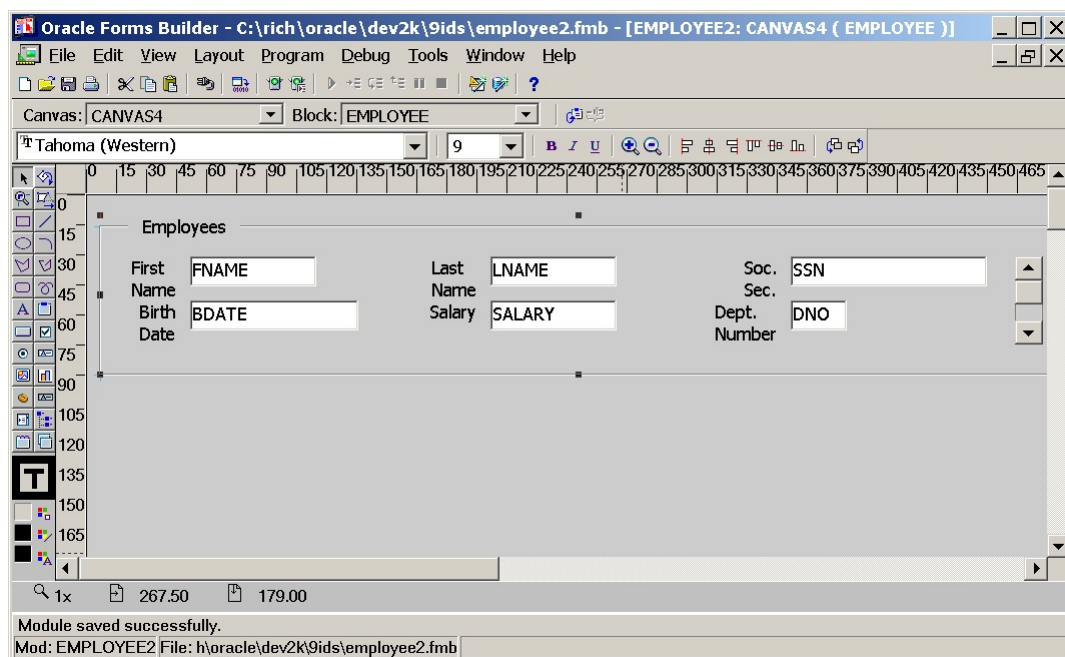 Oracle Forms Builder - C:\rich\oracle\dev2k\9ids\employee2.fmb - [EMPLOYEE2: CANVAS4 ( EMPLOYEE )]
File Edit View Layout Program Debug Tools Window Help
Canvas: CANVAS4 Block: EMPLOYEE
Tahoma (Western) 9 B I U
0 15 30 45 60 75 90 105 120 135 150 165 180 195 210 225 240 255 270 285 300 315 330 345 360 375 390 405 420 435 450 465
0
15
30
45
60
75
90
105
120
135
150
165
Employees
First Name FNAME Last Name LNAME Soc. Sec. SSN
Birth Date BDATE Salary SALARY Dept. Number DNO
1x 267.50 179.00
Module saved successfully.
Mod: EMPLOYEE2 File: h\oracle\dev2k\9ids\employee2.fmb